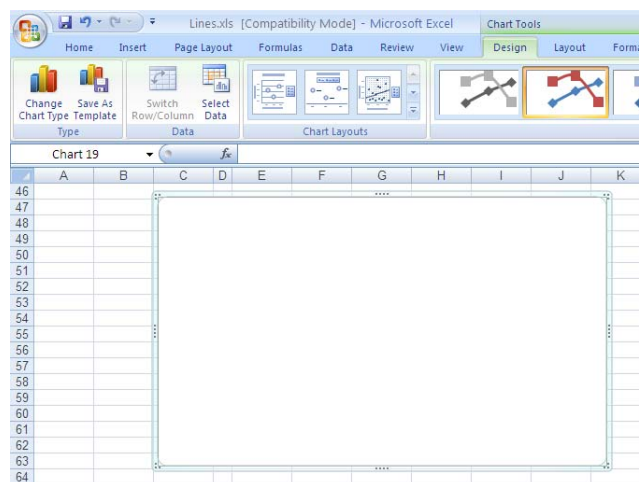 Lines.xls [Compatibility Mode] - Microsoft Excel Chart Tools
Home Insert Page Layout Formulas Data Review View Design Layout Forma
Change Save As Switch Select
Chart Type Template Row/Column Data
Type Data Chart Layouts
Chart 19 fx
A B C D E F G H I J K
46
47
48
49
50
51
52
53
54
55
56
57
58
59
60
61
62
63
64